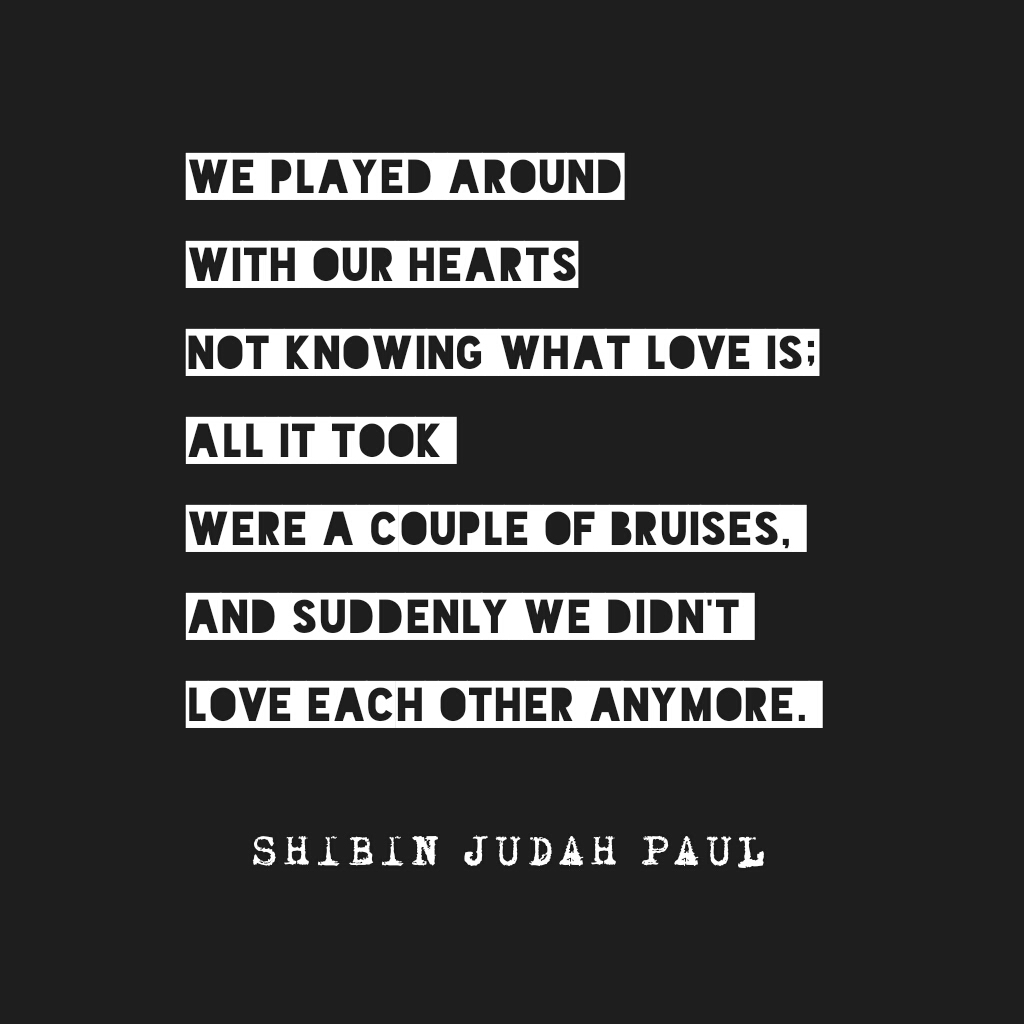 WE PLAYED AROUND
WITH OUR HEARTS
NOT KNOWING WHAT LOVE IS;
ALL IT TOOK
WERE A COUPLE OF BRUISES,
AND SUDDENLY WE DIDN'T
LOVE EACH OTHER ANYMORE.
SHIBIN JUDAH PAUL